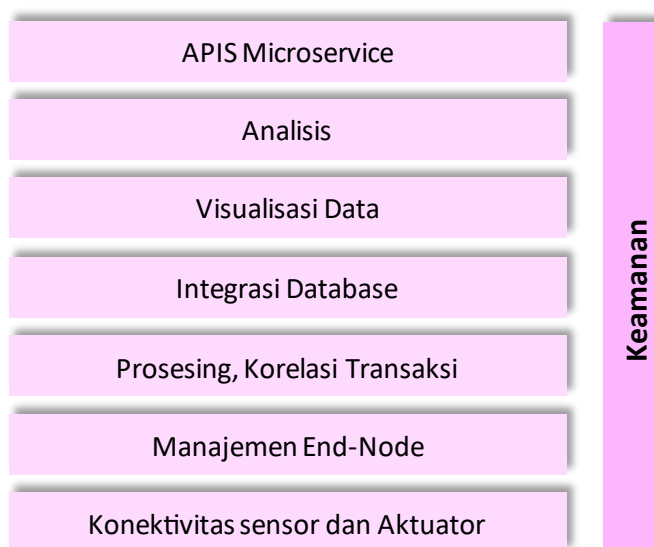 APIS Microservice
Analisis
Visualisasi Data
Integrasi Database
Prosesing, Korelasi Transaksi
Manajemen End-Node
Konektivitas sensor dan Aktuator
Keamanan